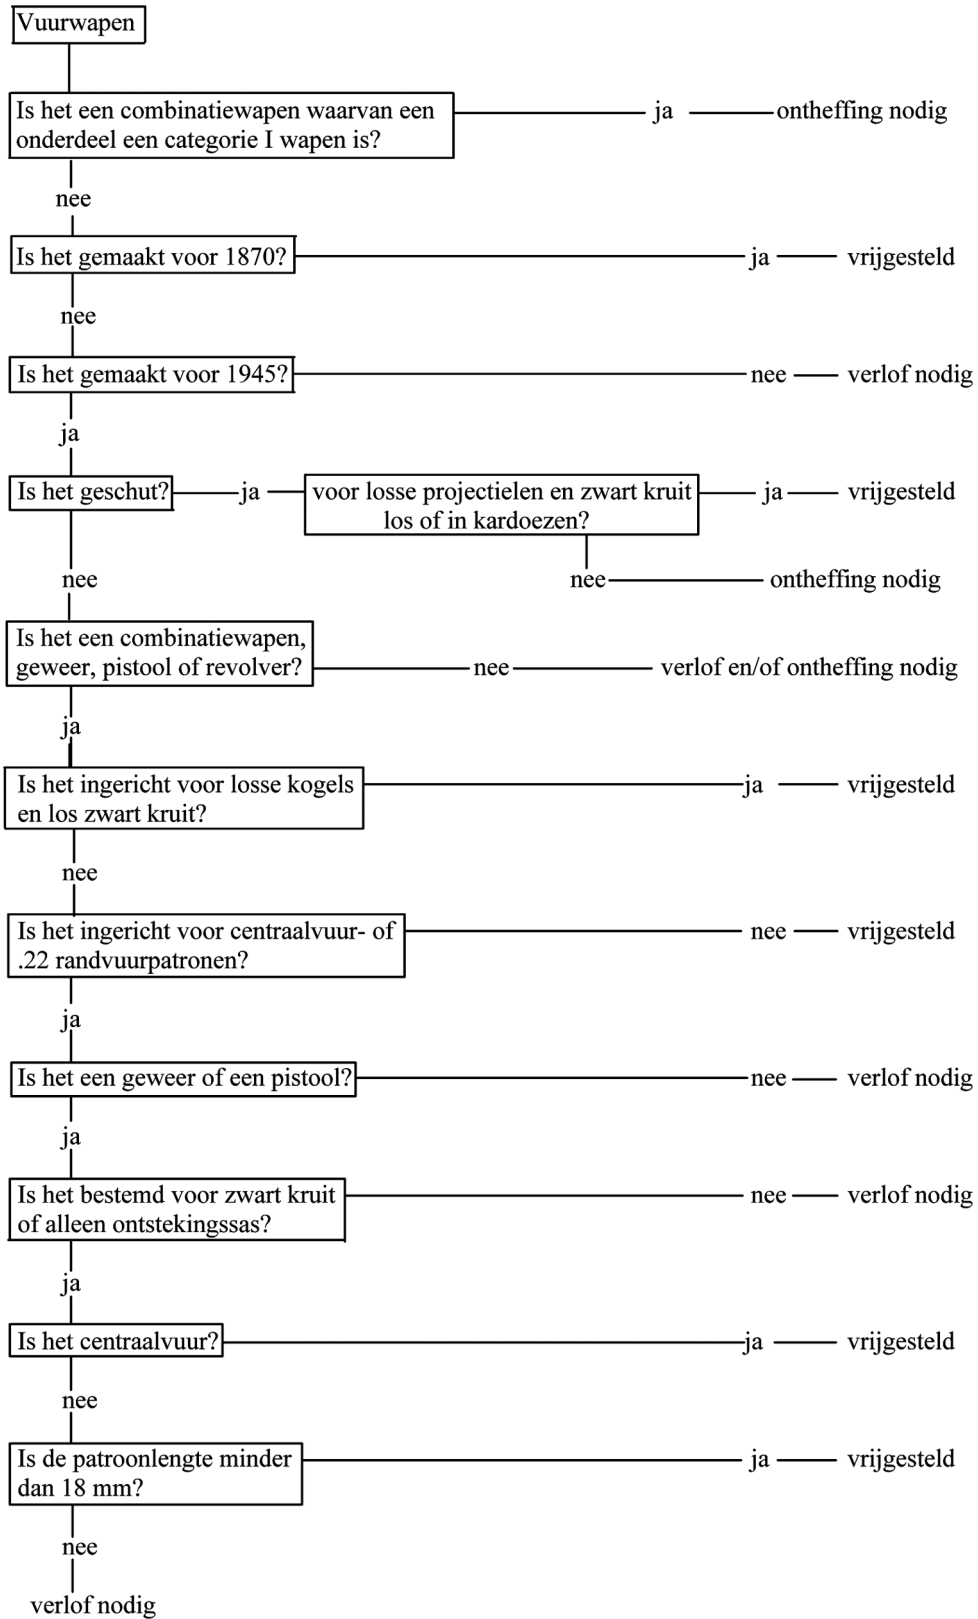 Vuurwapen
Is het een combinatiewapen waarvan een ja ontheffing nodig
onderdeel een categorie I wapen is?
nee
Is het gemaakt voor 1870? ja vrijgesteld
nee
Is het gemaakt voor 1945? nee verlof nodig
ja
Is het geschut? ja voor losse projectielen en zwart kruit ja vrijgesteld
los of in kardoezen?
nee nee ontheffing nodig
Is het een combinatiewapen,
geweer, pistool of revolver? nee verlof en/of ontheffing nodig
ja
Is het ingericht voor losse kogels ja vrijgesteld
en los zwart kruit?
nee
Is het ingericht voor centraalvuur- of nee vrijgesteld
.22 randvuurpatronen?
ja
Is het een geweer of een pistool? nee verlof nodig
ja
Is het bestemd voor zwart kruit nee verlof nodig
of alleen ontstekingssas?
ja
Is het centraalvuur? ja vrijgesteld
nee
Is de patroonlengte minder ja vrijgesteld
dan 18 mm?
nee
verlof nodig